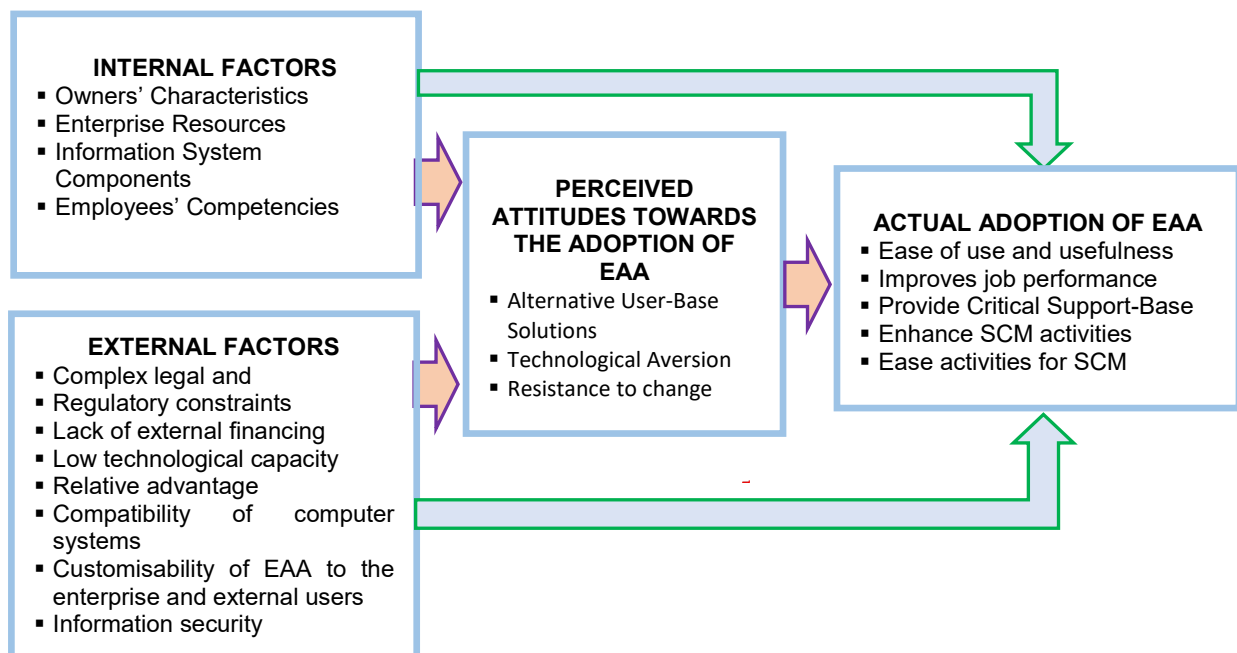 INTERNAL FACTORS
▪ Owners’ Characteristics
▪ Enterprise Resources
▪ Information System
Components
▪ Employees’ Competencies
EXTERNAL FACTORS
▪ Complex legal and
▪ Regulatory constraints
▪ Lack of external financing
▪ Low technological capacity
▪ Relative advantage
▪ Compatibility of computer
systems
▪ Customisability of EAA to the
enterprise and external users
▪ Information security
PERCEIVED
ATTITUDES TOWARDS
THE ADOPTION OF
EAA
▪ Alternative User-Base
Solutions
▪ Technological Aversion
▪ Resistance to change
ACTUAL ADOPTION OF EAA
▪ Ease of use and usefulness
▪ Improves job performance
▪ Provide Critical Support-Base
▪ Enhance SCM activities
▪ Ease activities for SCM